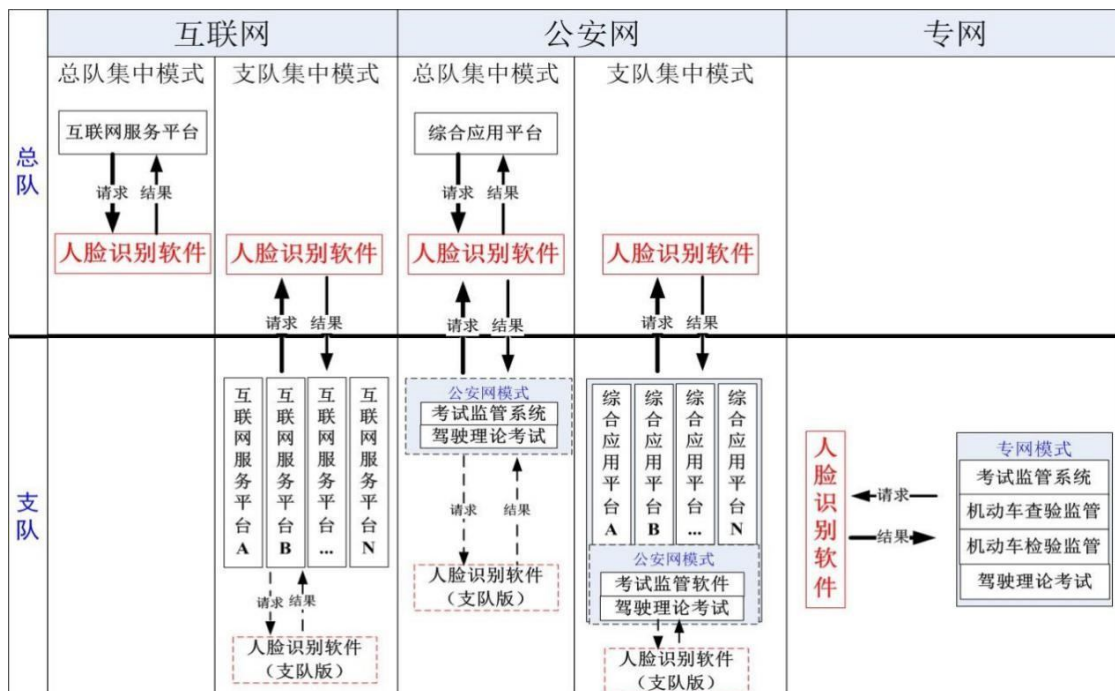 互联网
公安网
专网
总队集中模式
支队集中模式
总队集中模式
支队集中模式
总队
互联网服务平台
请求
结果
人脸识别软件
人脸识别软件
请求
结果
综合应用平台
请求
结果
人脸识别软件
请求
结果
人脸识别软件
请求
结果
支队
互联网服务平台A
互联网服务平台B
互联网服务平台...
互联网服务平台N
请求
结果
人脸识别软件
(支队版)
公安网模式
考试监管系统
驾驶理论考试
请求
结果
人脸识别软件
(支队版)
综合应用平台A
综合应用平台B
综合应用平台...
综合应用平台N
公安网模式
考试监管软件
驾驶理论考试
人脸识别软件
(支队版)
人脸识别软件
请求
结果
专网模式
考试监管系统
机动车查验监管
机动车检验监管
驾驶理论考试